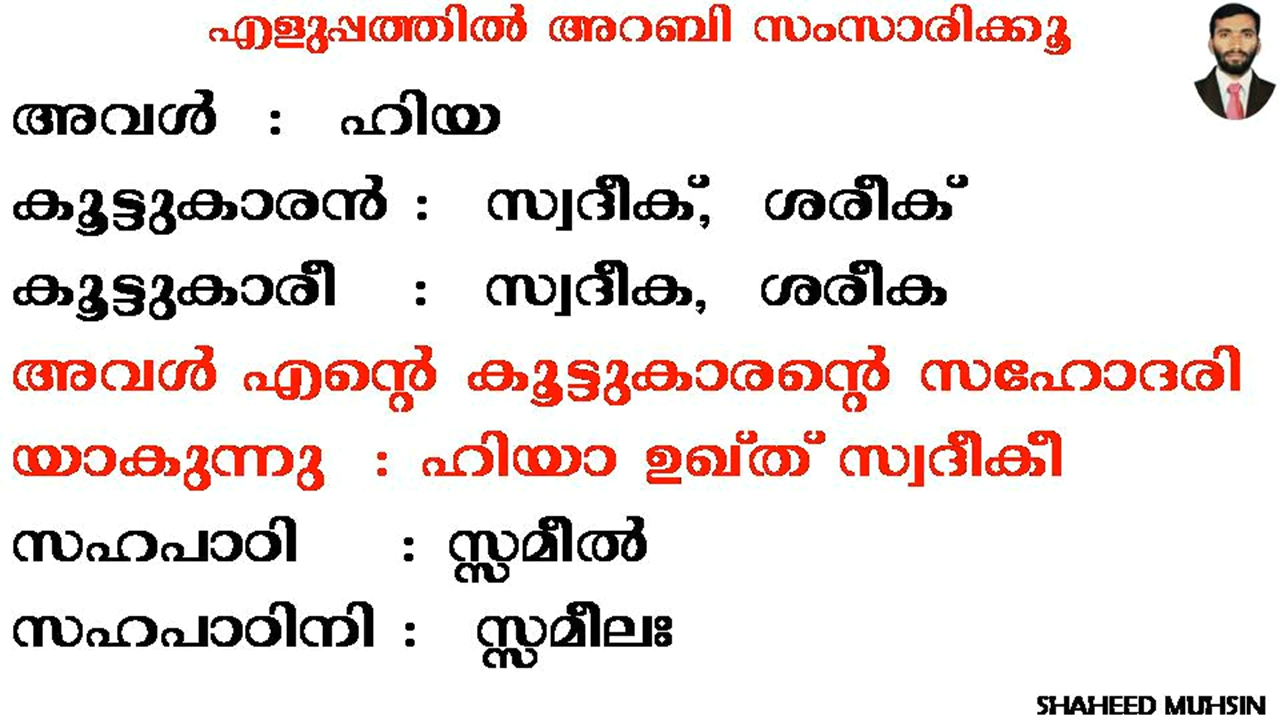 എളുപ്പത്തിൽ അറബി സംസാരിക്കൂ
അവൾ : ഹിയ
കൂട്ടുകാരൻ : സ്വദീക്, ശരീക്
കൂട്ടുകാരീ : സ്വദീക, ശരീക
അവൾ എന്റെ കൂട്ടുകാരന്റെ സഹോദരി
യാകുന്നു : ഹിയാ ഉഖ്ത് സ്വദീകീ
സഹപാഠി : സ്സമീൽ
സഹപാഠിനി : സ്സമീലഃ
SHAHEED MUHSIN